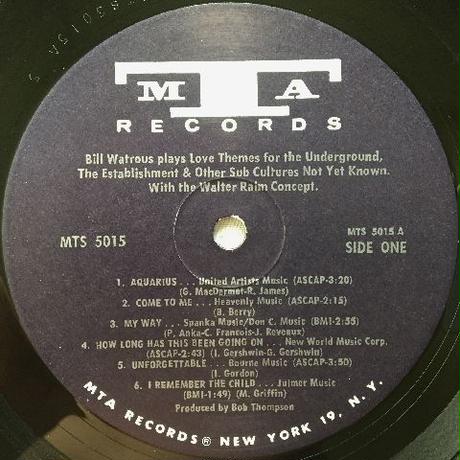 MTA
RECORDS
Bill Watrous plays Love Themes for the Underground,
The Establishment & Other Sub Cultures Not Yet Known.
With the Walter Raim Concept.
MTS 5015
MTS 5015 A
SIDE ONE
1. AQUARIUS . . . United Artists Music (ASCAP-3:20)
(G. MacDermot-R. James)
2. COME TO ME . . . Heavenly Music (ASCAP-2:15)
(B. Berry)
3. MY WAY . . . Spanka Music/Don C. Music (BMI-2:55)
(P. Anka-C. Francois-J. Reveaux)
4. HOW LONG HAS THIS BEEN GOING ON . . . New World Music Corp.
(ASCAP-2:43) (I. Gershwin-G. Gershwin)
5. UNFORGETTABLE . . . Bourne Music (ASCAP-3:50)
(I. Gordon)
6. I REMEMBER THE CHILD . . . Julmer Music
(BMI-1:49) (M. Griffin)
Produced by Bob Thompson
MTA RECORDS® NEW YORK 19, N.Y.